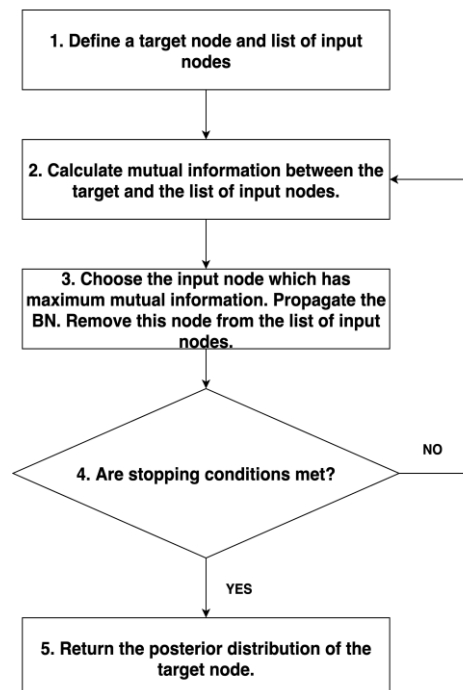 1. Define a target node and list of input
nodes
2. Calculate mutual information between the
target and the list of input nodes.
3. Choose the input node which has
maximum mutual information. Propagate the
BN. Remove this node from the list of input
nodes.
4. Are stopping conditions met?
NO
YES
5. Return the posterior distribution of the
target node.